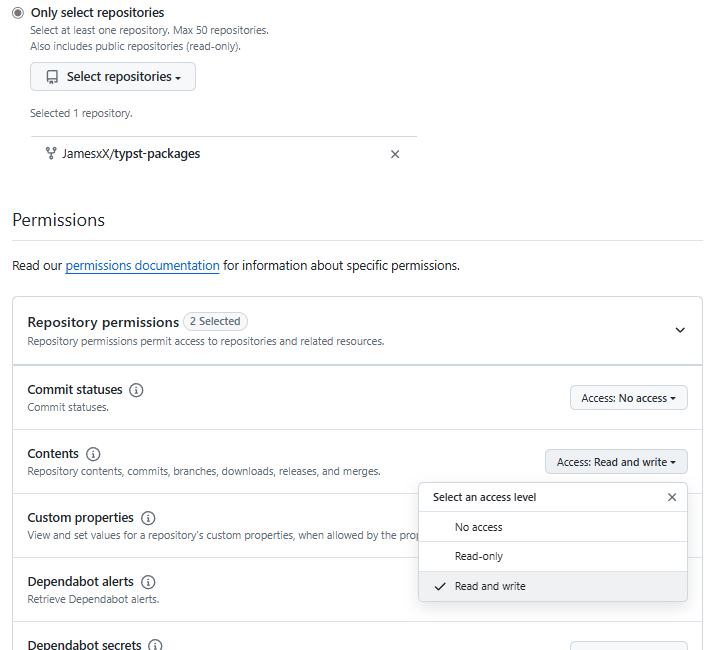 Only select repositories
Select at least one repository. Max 50 repositories.
Also includes public repositories (read-only).
Select repositories
Selected 1 repository.
JamesxX/typst-packages
Permissions
Read our permissions documentation for information about specific permissions.
Repository permissions 2 Selected
Repository permissions permit access to repositories and related resources.
Commit statuses
Commit statuses.
Access: No access
Contents
Repository contents, commits, branches, downloads, releases, and merges.
Access: Read and write
Select an access level
No access
Read-only
Read and write
Custom properties
View and set values for a repository's custom properties, when allowed by the
Dependabot alerts
Retrieve Dependabot alerts.
Dependabot secrets